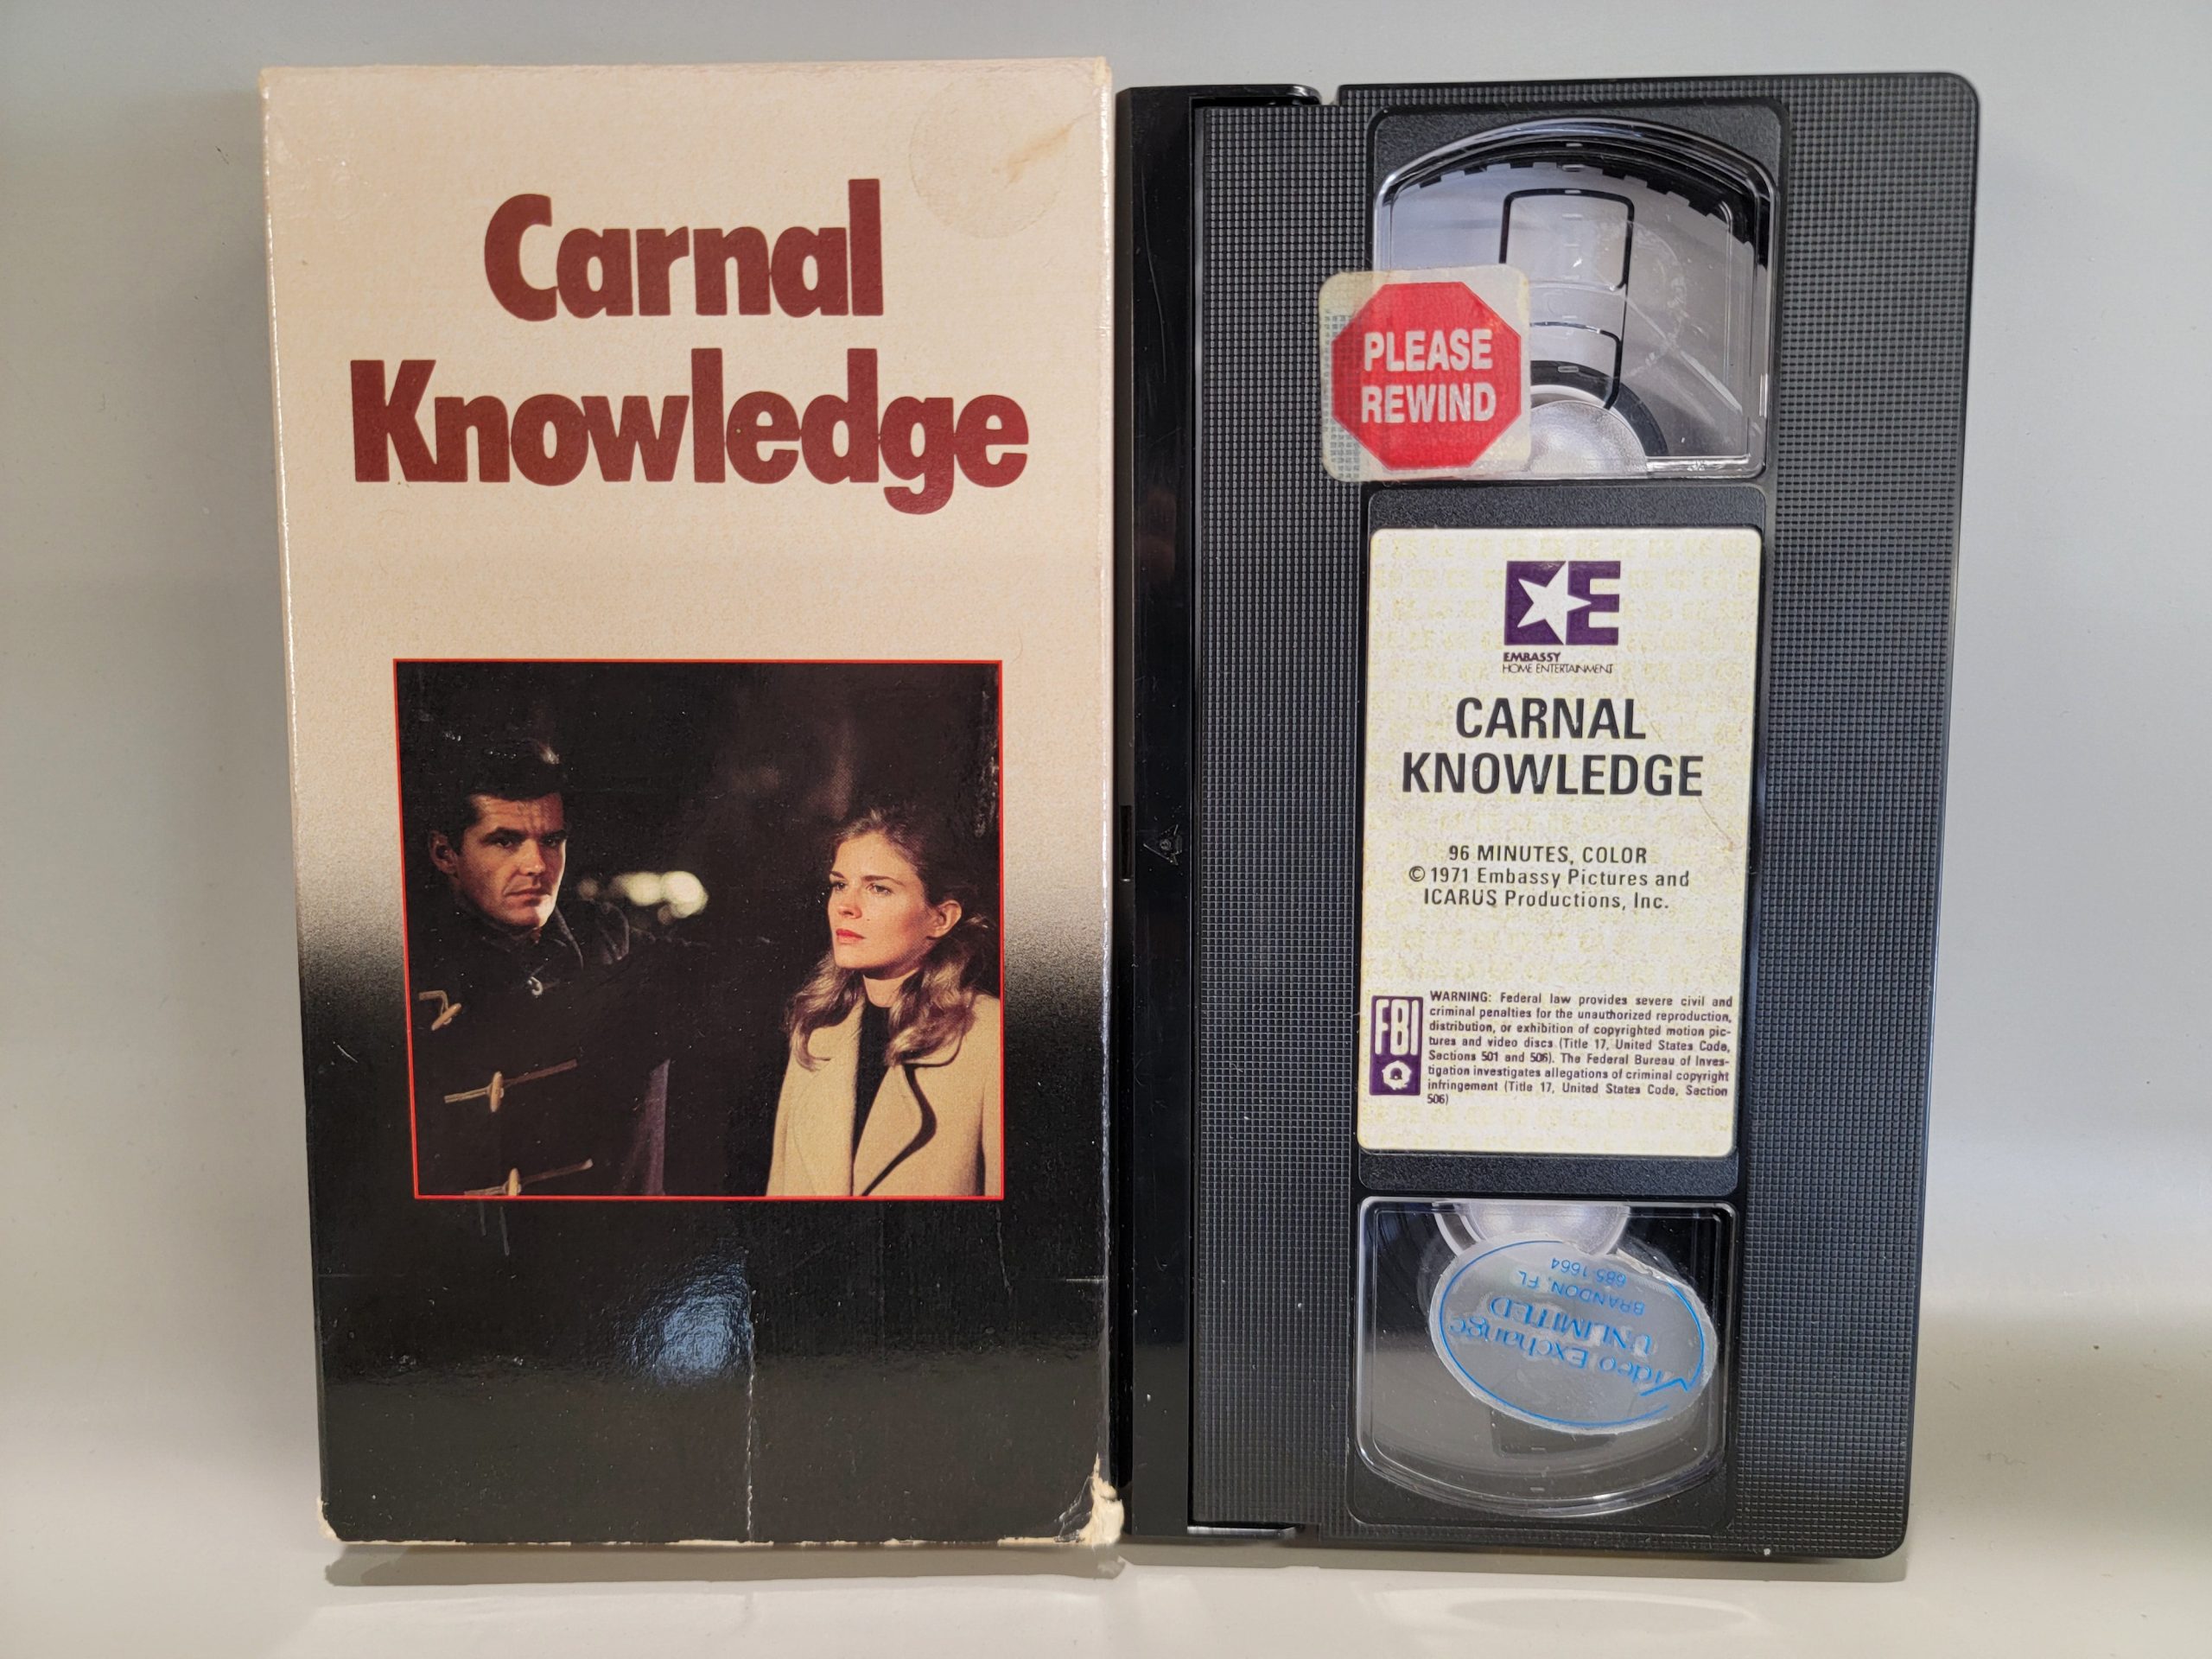 Carnal
Knowledge
PLEASE
REWIND
EMBASSY
HOME ENTERTAINMENT
CARNAL
KNOWLEDGE
96 MINUTES, COLOR
© 1971 Embassy Pictures and
ICARUS Productions, Inc.
FBI
WARNING: Federal law provides severe civil and
criminal penalties for the unauthorized reproduction,
distribution, or exhibition of copyrighted motion pic-
tures and video discs (Title 17, United States Code,
Sections 501 and 506). The Federal Bureau of Inves-
tigation investigates allegations of criminal copyright
infringement (Title 17, United States Code, Section
506)
Video Exchange
UNLIMITED
BRANDON, FL
685-1664